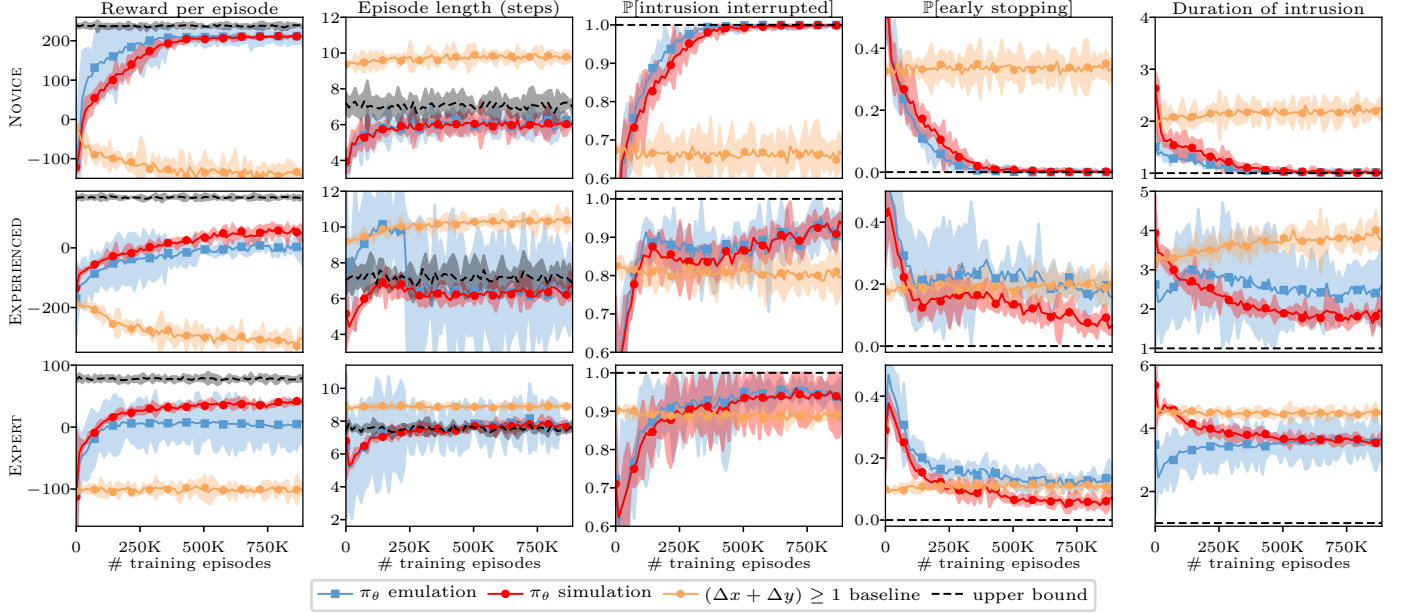 Reward per episode
Episode length (steps)
ℙ[intrusion interrupted]
ℙ[early stopping]
Duration of intrusion
NOVICE
200
100
0
−100
12
10
8
6
4
1.0
0.9
0.8
0.7
0.6
0.4
0.2
0.0
4
3
2
1
EXPERIENCED
0
−200
12
10
8
6
4
1.0
0.9
0.8
0.7
0.6
0.4
0.2
0.0
5
4
3
2
1
EXPERT
100
0
−100
10
8
6
4
2
1.0
0.9
0.8
0.7
0.6
0.4
0.2
0.0
6
4
2
0 250K 500K 750K
0 250K 500K 750K
0 250K 500K 750K
0 250K 500K 750K
0 250K 500K 750K
# training episodes
# training episodes
# training episodes
# training episodes
# training episodes
πθ emulation
πθ simulation
(Δx + Δy) ≥ 1 baseline
upper bound